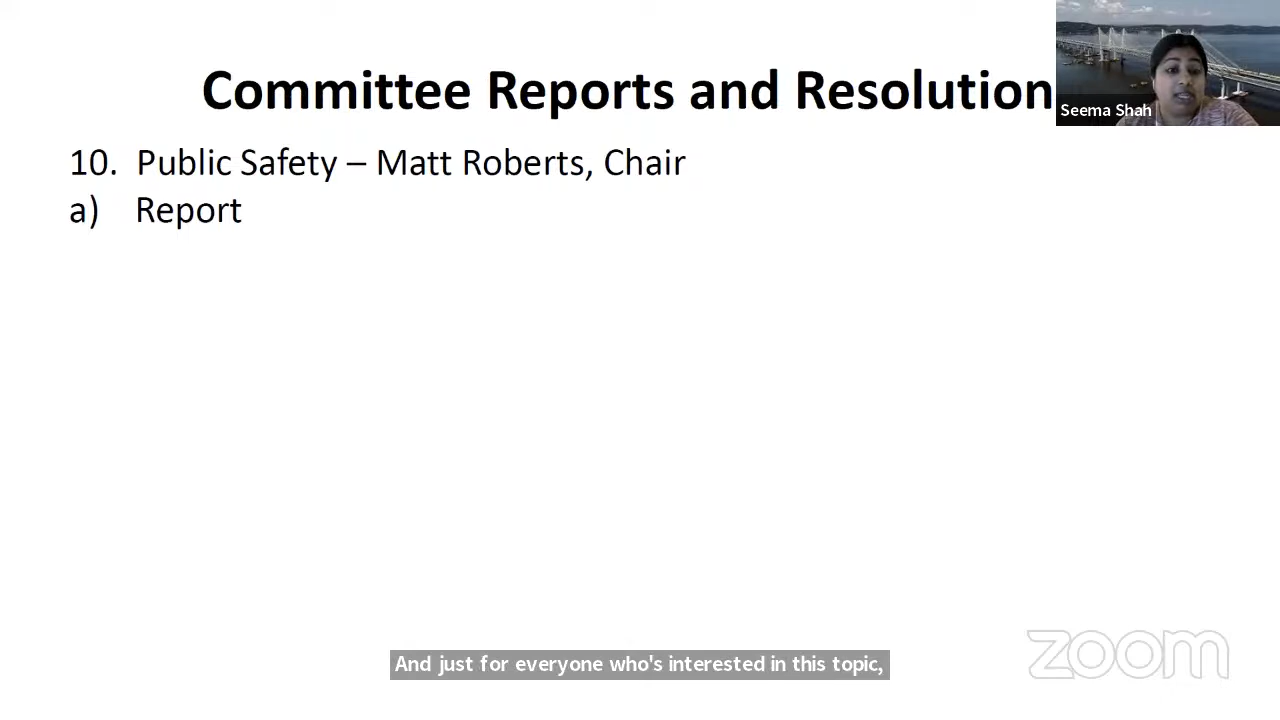 Committee Reports and Resolution
Seema Shah
10. Public Safety – Matt Roberts, Chair
a) Report
zoom
And just for everyone who's interested in this topic,